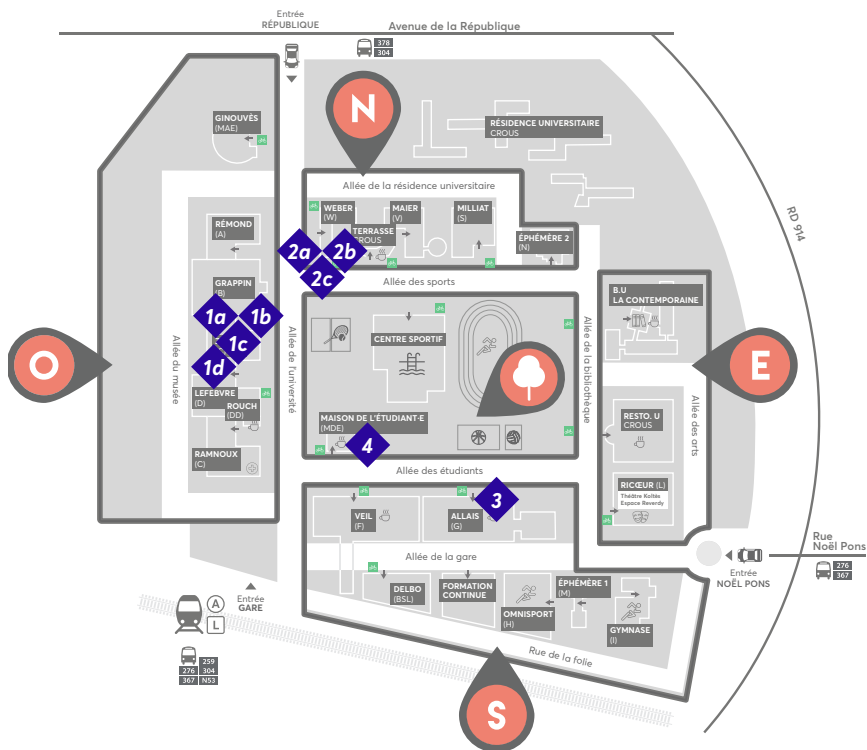 Entrée
RÉPUBLIQUE
Avenue de la République
378
304
N
GINOUVÈS
(MAE)
RÉSIDENCE UNIVERSITAIRE
CROUS
Allée de la résidence universitaire
WEBER
(W)
MAIER
(V)
MILLIAT
(S)
TERRASSE
CROUS
RÉMOND
(A)
ÉPHÉMÈRE 2
(N)
RD 914
2a
2b
2c
Allée des sports
GRAPPIN
(B)
B.U
LA CONTEMPORAINE
1a
1b
1c
1d
CENTRE SPORTIF
O
E
Allée du musée
Allée de l'université
Allée de la bibliothèque
Allée des arts
LEFEBVRE
(D)
ROUCH
(DD)
MAISON DE L'ÉTUDIANT·E
(MDE)
4
RESTO. U
CROUS
RAMNOUX
(C)
Allée des étudiants
RICŒUR (L)
Théâtre Koltès
Espace Reverdy
3
VEIL
(F)
ALLAIS
(G)
Allée de la gare
Rue
Noël Pons
Entrée
NOËL PONS
276
367
DELBO
(BSL)
FORMATION
CONTINUE
ÉPHÉMÈRE 1
(M)
OMNISPORT
(H)
GYMNASE
(I)
Entrée
GARE
A
L
Rue de la folie
259
276 304
367 N53
S